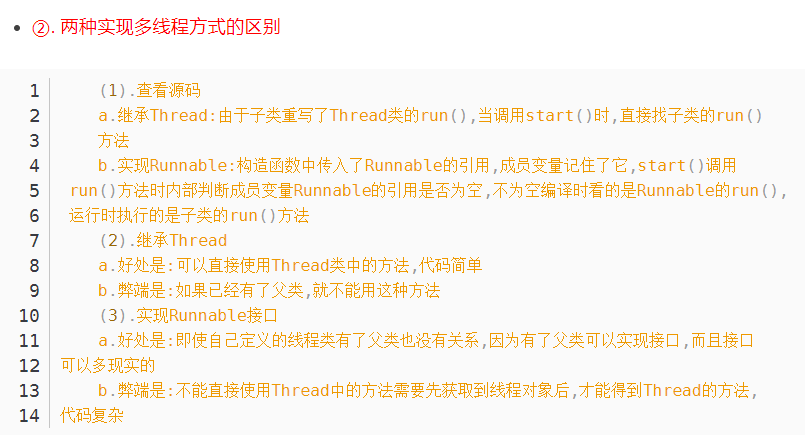 ②. 两种实现多线程方式的区别
1 (1).查看源码
2 a.继承Thread:由于子类重写了Thread类的run(),当调用start()时,直接找子类的run()
3 方法
4 b.实现Runnable:构造函数中传入了Runnable的引用,成员变量记住了它,start()调用
5 run()方法时内部判断成员变量Runnable的引用是否为空,不为空编译时看的是Runnable的run(),
6 运行时执行的是子类的run()方法
7 (2).继承Thread
8 a.好处是:可以直接使用Thread类中的方法,代码简单
9 b.弊端是:如果已经有了父类,就不能用这种方法
10 (3).实现Runnable接口
11 a.好处是:即使自己定义的线程类有了父类也没有关系,因为有了父类可以实现接口,而且接口
12 可以多现实的
13 b.弊端是:不能直接使用Thread中的方法需要先获取到线程对象后,才能得到Thread的方法,
14 代码复杂